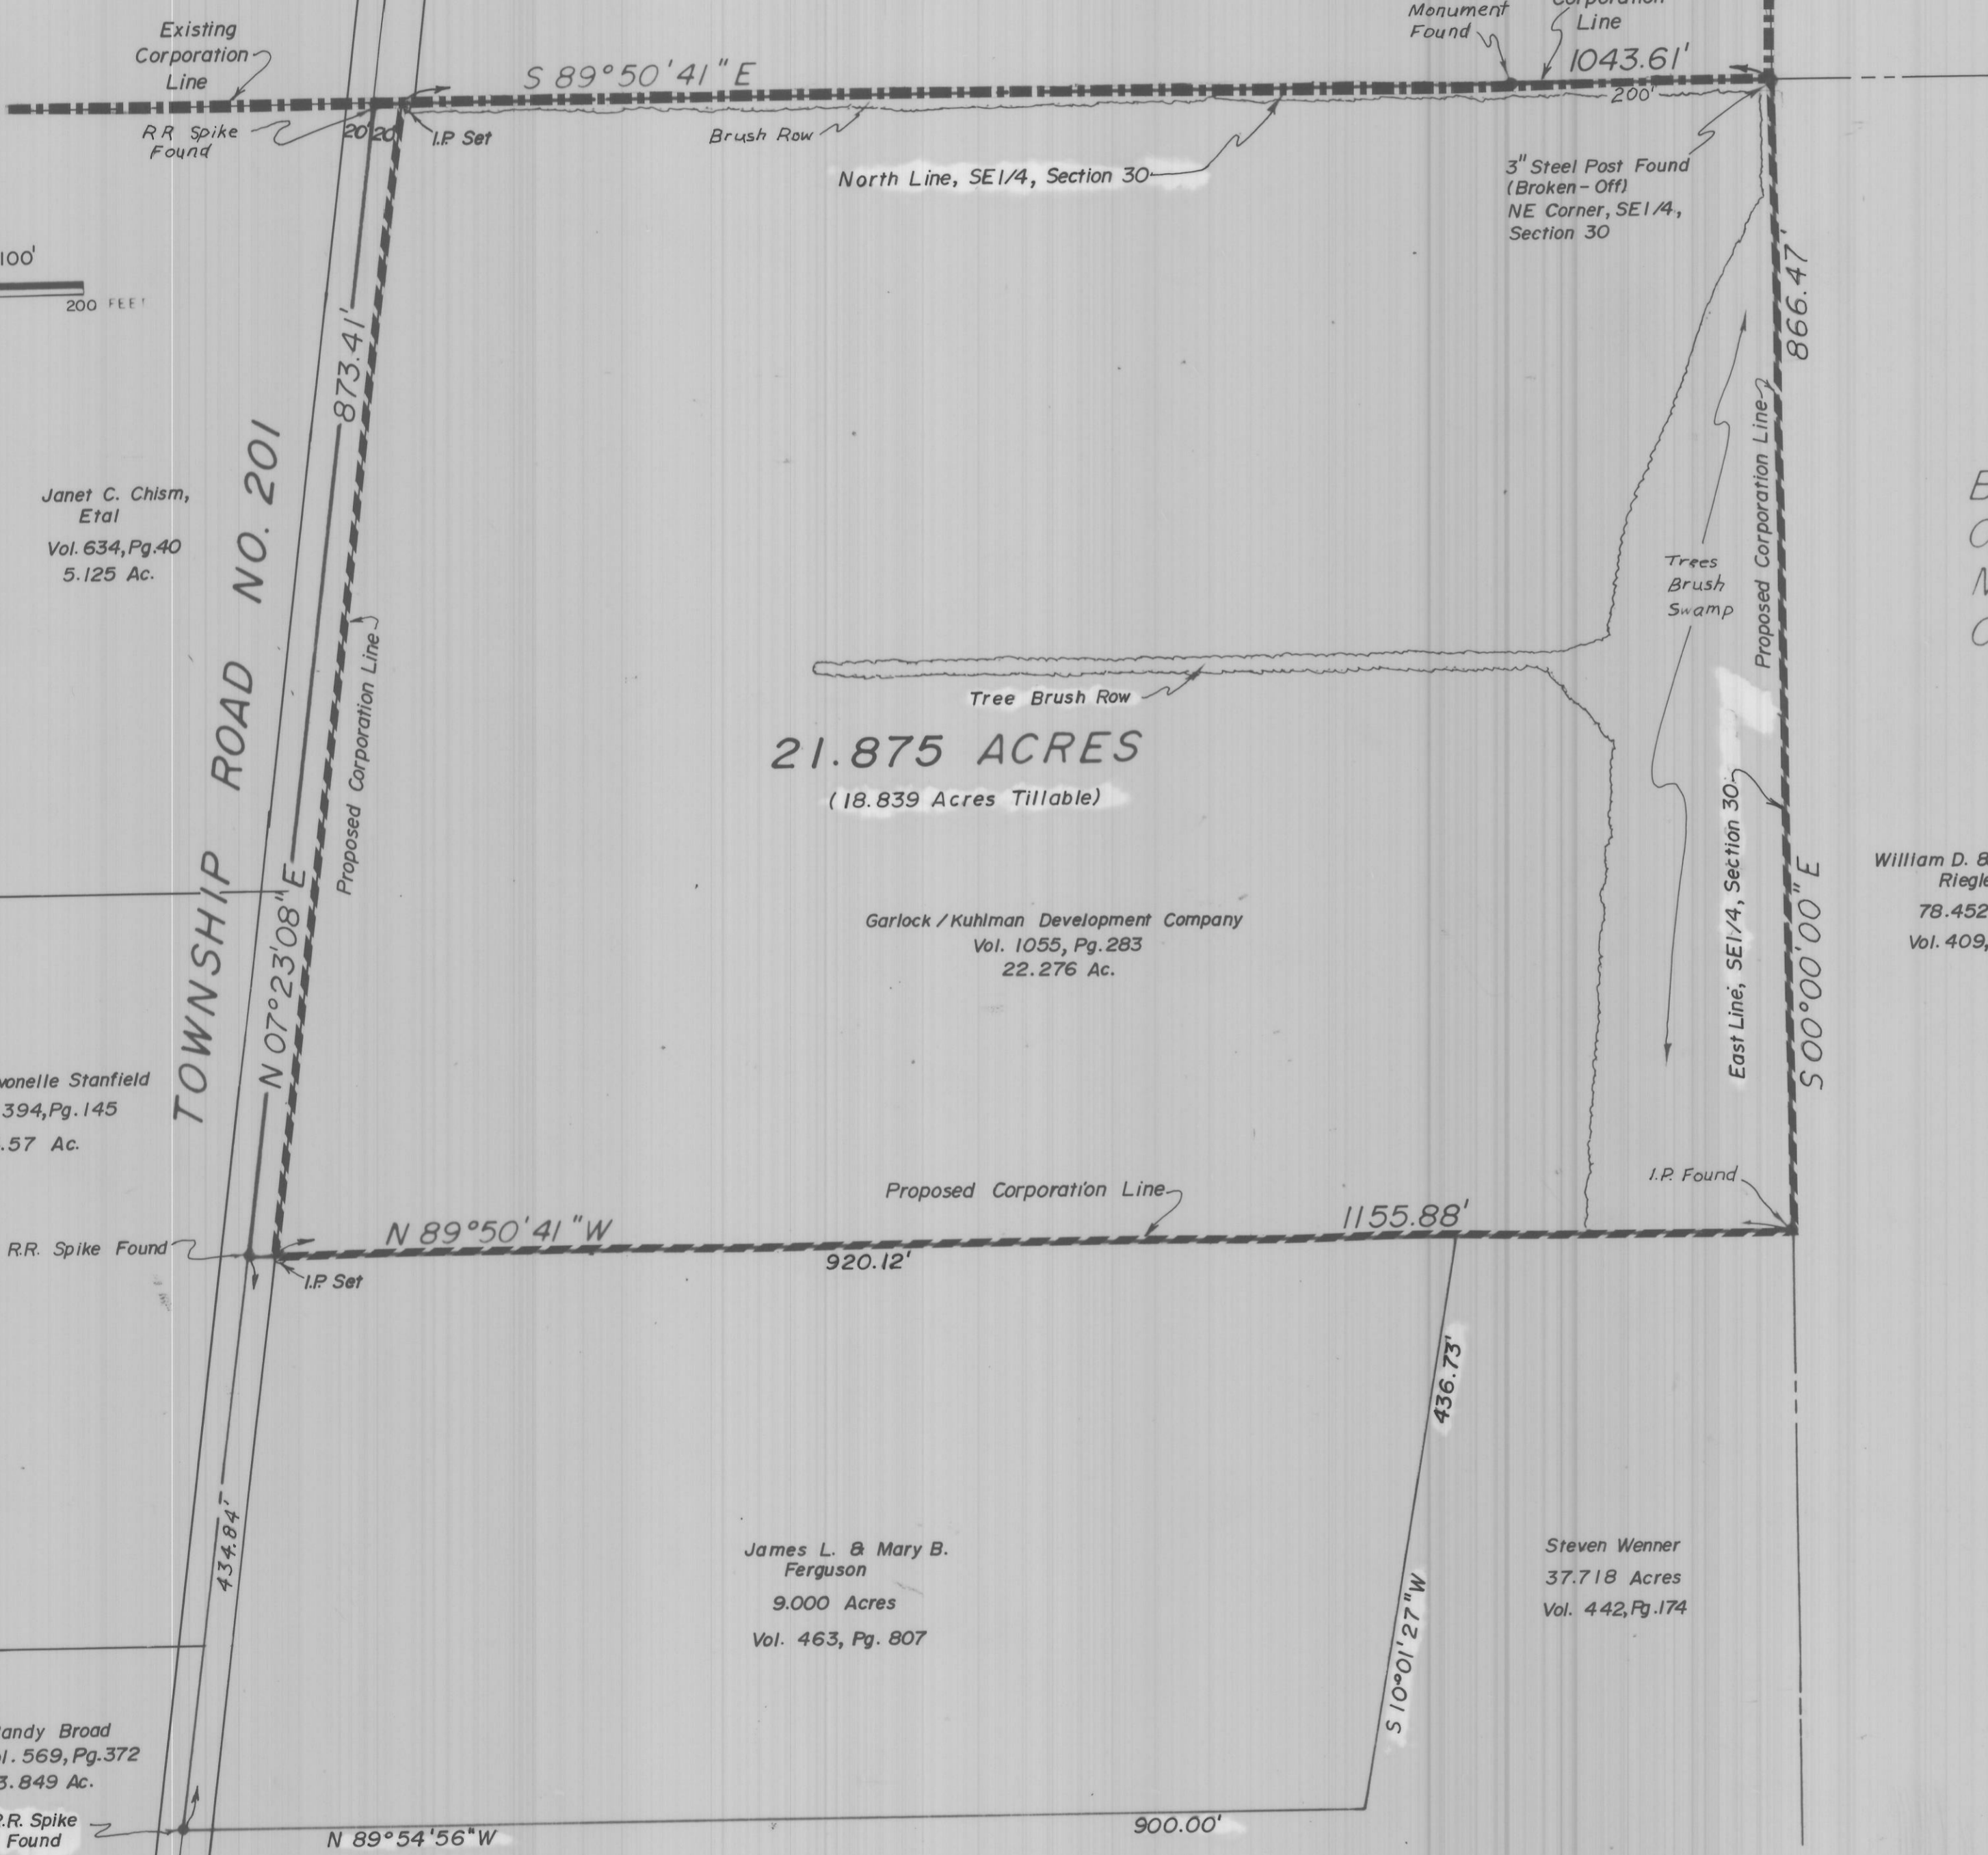 Existing
Corporation
Line
S 89°50'41"E
Monument
Found
Line
1043.61'
200'
RR Spike
Found
20' 20'
I.P. Set
Brush Row
North Line, SE1/4, Section 30
3" Steel Post Found
(Broken-Off)
NE Corner, SE1/4,
Section 30
100'
200 FEET
873.41'
866.47'
Janet C. Chism,
Etal
Vol. 634, Pg.40
5.125 Ac.
TOWNSHIP ROAD NO. 201
Proposed Corporation Line
N 07°23'08"E
Trees
Brush
Swamp
Proposed Corporation Line
Tree Brush Row
21.875 ACRES
(18.839 Acres Tillable)
East Line, SE1/4, Section 30
S 00°00'00"E
William D. &
78.452
Vol. 409,
Garlock/Kuhlman Development Company
Vol. 1055, Pg.283
22.276 Ac.
Stanfield
394, Pg.145
.57 Ac.
Proposed Corporation Line
I.P. Found
N 89°50'41"W
1155.88'
R.R. Spike Found
I.P. Set
920.12'
436.73'
434.84'
James L. & Mary B.
Ferguson
9.000 Acres
Vol. 463, Pg. 807
S 10°01'27"W
Steven Wenner
37.718 Acres
Vol. 442, Pg.174
Broad
569, Pg.372
3.849 Ac.
R.R. Spike
Found
N 89°54'56"W
900.00'